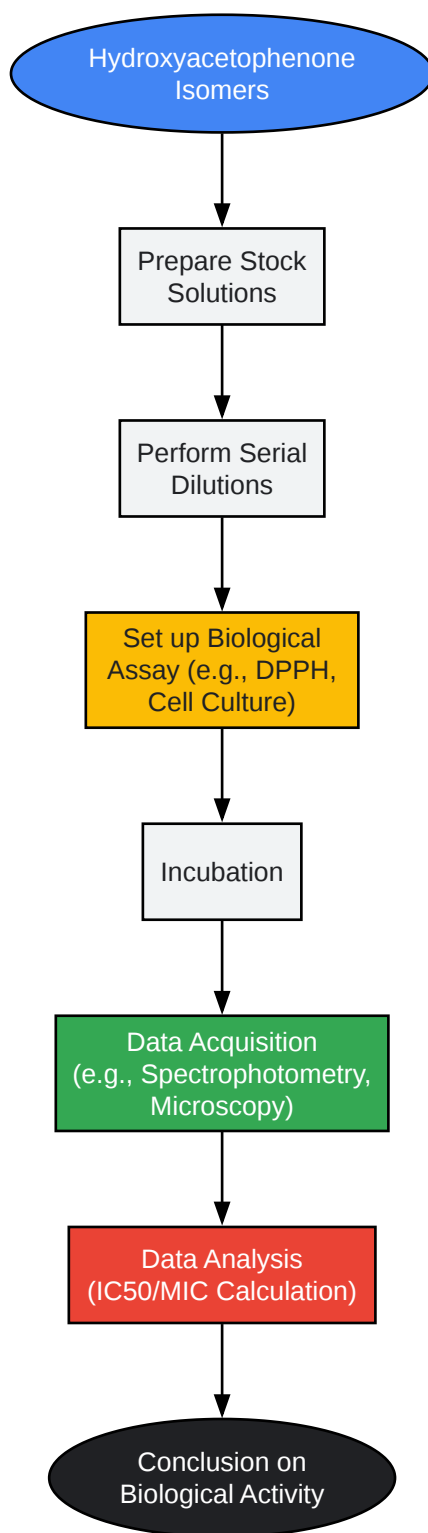 Hydroxyacetophenone
Isomers
Prepare Stock
Solutions
Perform Serial
Dilutions
Set up Biological
Assay (e.g., DPPH,
Cell Culture)
Incubation
Data Acquisition
(e.g., Spectrophotometry,
Microscopy)
Data Analysis
(IC50/MIC Calculation)
Conclusion on
Biological Activity